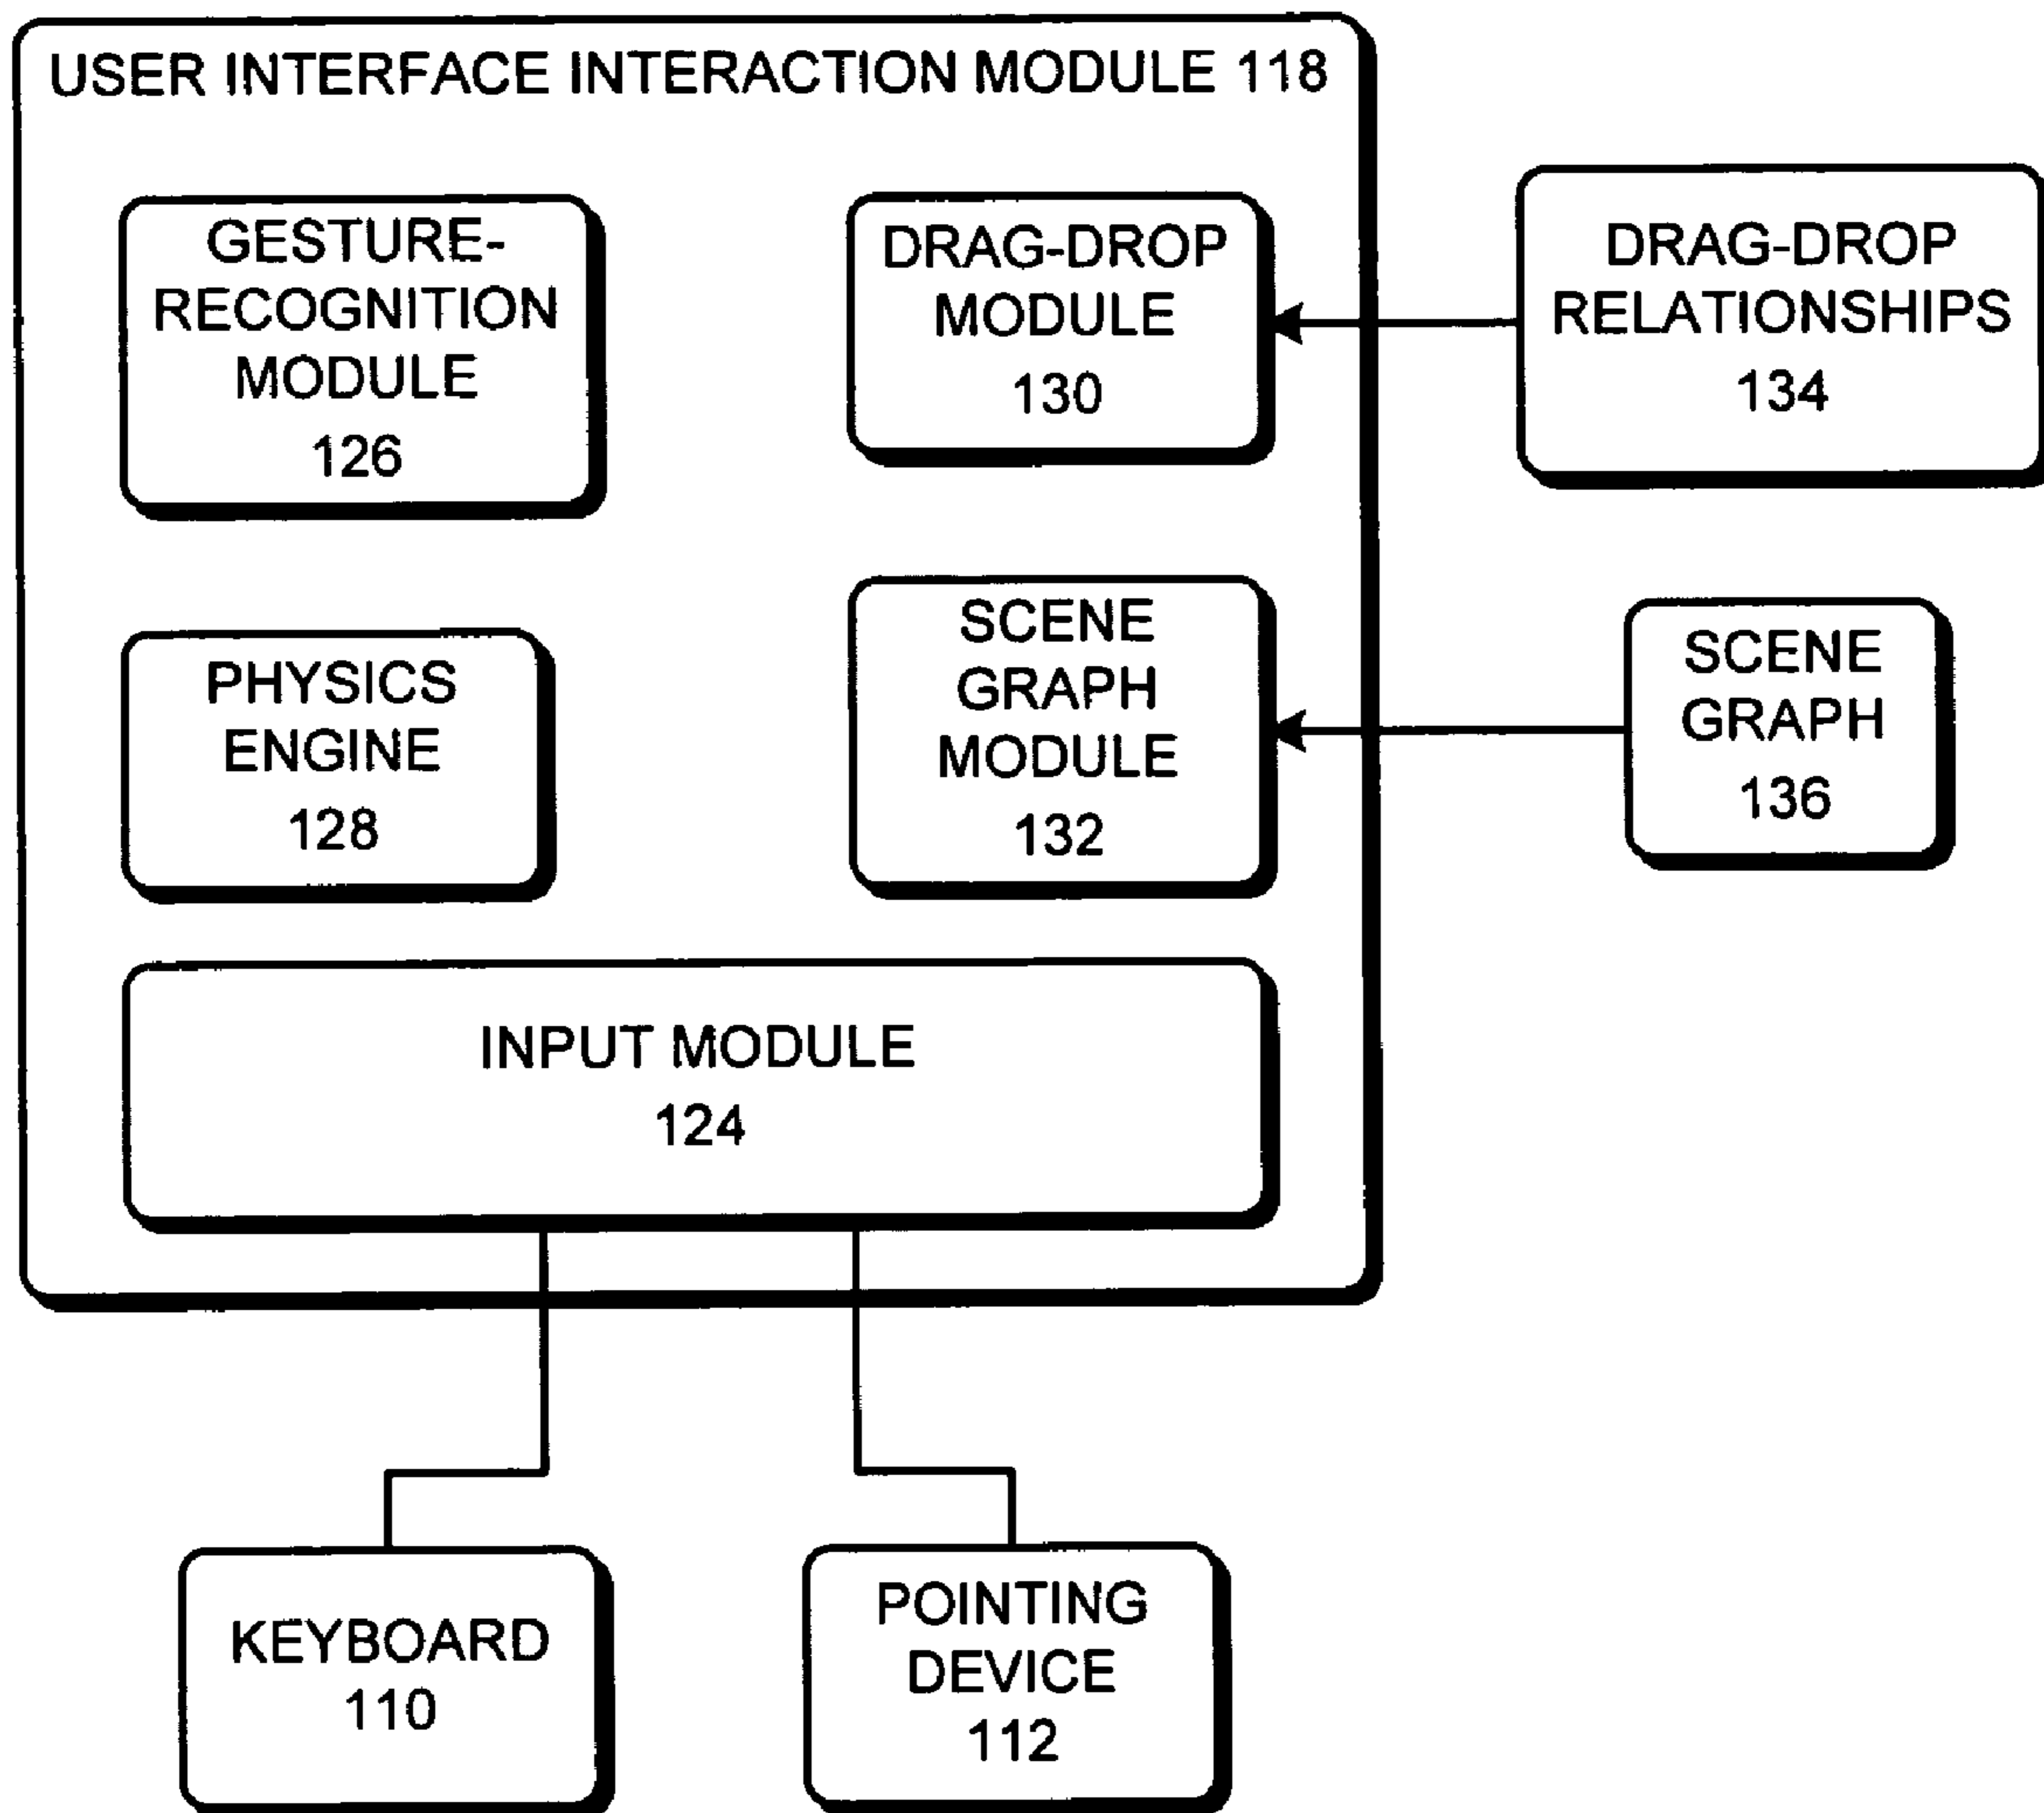 USER INTERFACE INTERACTION MODULE 118
GESTURE-
RECOGNITION
MODULE
126
DRAG-DROP
MODULE
130
DRAG-DROP
RELATIONSHIPS
134
PHYSICS
ENGINE
128
SCENE
GRAPH
MODULE
132
SCENE
GRAPH
136
INPUT MODULE
124
KEYBOARD
110
POINTING
DEVICE
112